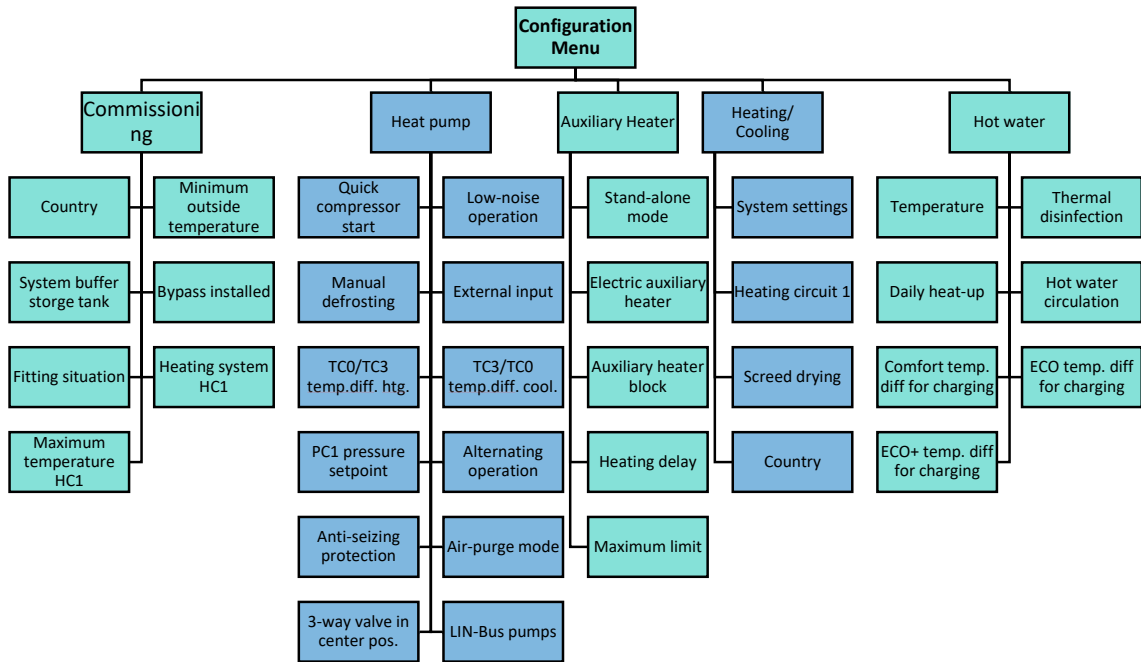 Configuration
Menu
Commissioni
ng
Heat pump
Auxiliary Heater
Heating/
Cooling
Hot water
Country
Minimum
outside
temperature
System buffer
storge tank
Bypass installed
Fitting situation
Heating system
HC1
Maximum
temperature
HC1
Quick
compressor
start
Low-noise
operation
Manual
defrosting
External input
TC0/TC3
temp.diff. htg.
TC3/TC0
temp.diff. cool.
PC1 pressure
setpoint
Alternating
operation
Anti-seizing
protection
Air-purge mode
3-way valve in
center pos.
LIN-Bus pumps
Stand-alone
mode
Electric auxiliary
heater
Auxiliary heater
block
Heating delay
Maximum limit
System settings
Heating circuit 1
Screed drying
Country
Temperature
Thermal
disinfection
Daily heat-up
Hot water
circulation
Comfort temp.
diff for charging
ECO temp. diff
for charging
ECO+ temp. diff
for charging